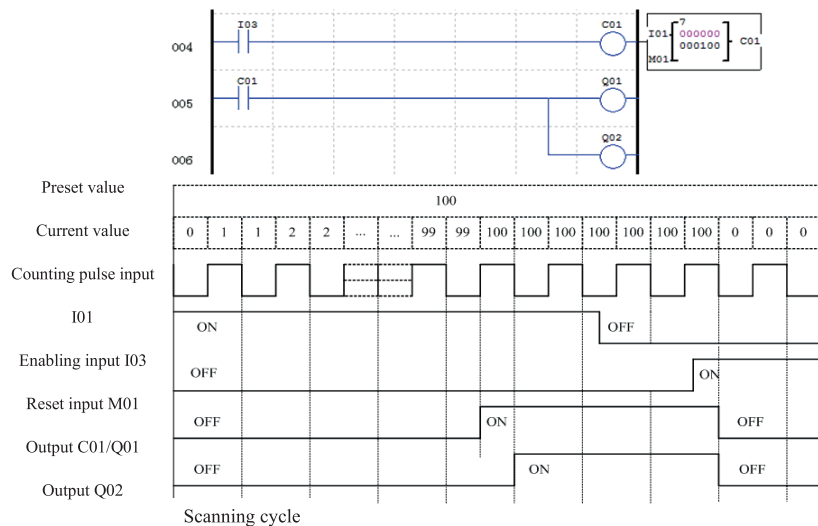 I03
C01
004
I01
7
000000
000100
C01
M01
C01
Q01
005
Q02
006
Preset value
100
Current value
0 1 1 2 2 ... ... 99 99 100 100 100 100 100 100 100 0 0 0
Counting pulse input
I01
ON
OFF
Enabling input I03
OFF
ON
Reset input M01
OFF
ON
OFF
Output C01/Q01
OFF
ON
OFF
Output Q02
Scanning cycle